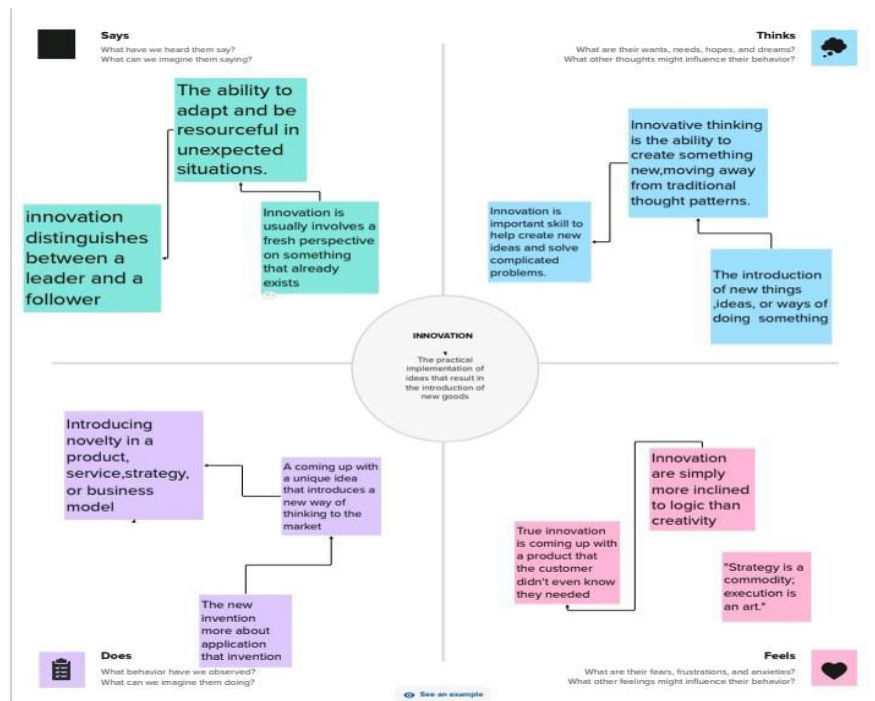 Says
What have we heard them say?
What can we imagine them saying?
The ability to
adapt and be
resourceful in
unexpected
situations.
innovation
distinguishes
between a
leader and a
follower
Innovation is
usually involves a
fresh perspective
on something
that already
exists
Thinks
What are their wants, needs, hopes, and dreams?
What other thoughts might influence their behavior?
Innovative thinking
is the ability to
create something
new,moving away
from traditional
thought patterns.
Innovation is
important skill to
help create new
ideas and solve
complicated
problems.
The introduction
of new things
,ideas, or ways of
doing something
INNOVATION
The practical
implementation of
ideas that result in
the introduction of
new goods
Introducing
novelty in a
product,
service,strategy,
or business
model
A coming up with
a unique idea
that introduces a
new way of
thinking to the
market
The new
invention
more about
application
that invention
Does
What behavior have we observed?
What can we imagine them doing?
Innovation
are simply
more inclined
to logic than
creativity
True innovation
is coming up with
a product that
the customer
didn't even know
they needed
"Strategy is a
commodity;
execution is
an art."
Feels
What are their fears, frustrations, and anxieties?
What other feelings might influence their behavior?
See an example